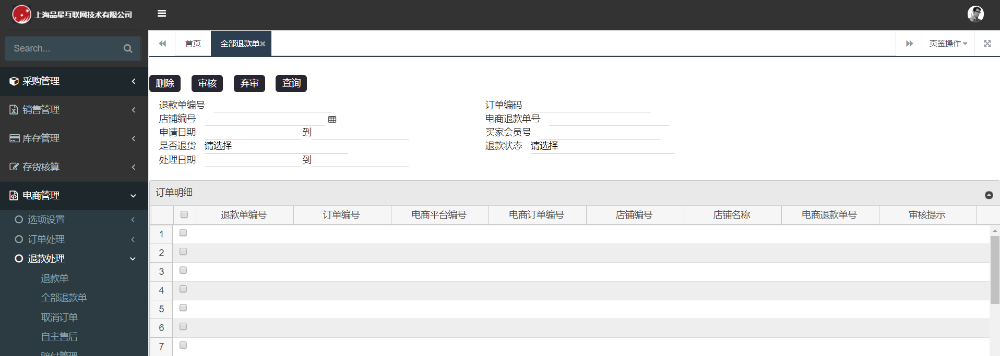 上海品星互联网技术有限公司
Search...
采购管理
销售管理
库存管理
存货核算
电商管理
选项设置
订单处理
退款处理
退款单
全部退款单
取消订单
自主售后
赔付管理
首页 全部退款单 页签操作
删除 审核 弃审 查询
退款单编号 订单编码
店铺编号 电商退款单号
申请日期 到 买家会员号
是否退货 请选择 退款状态 请选择
处理日期 到
订单明细
退款单编号 订单编号 电商平台编号 电商订单编号 店铺编号 店铺名称 电商退款单号 审核提示
1
2
3
4
5
6
7